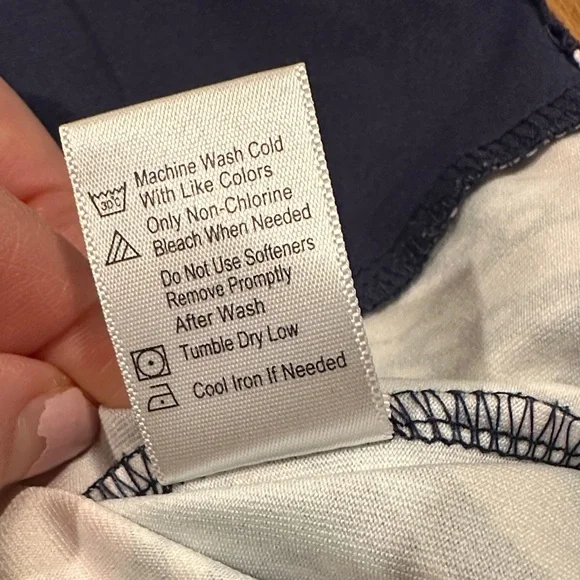 Machine Wash Cold
With Like Colors
30°C
Only Non-Chlorine
Bleach When Needed
Do Not Use Softeners
Remove Promptly
After Wash
Tumble Dry Low
Cool Iron If Needed